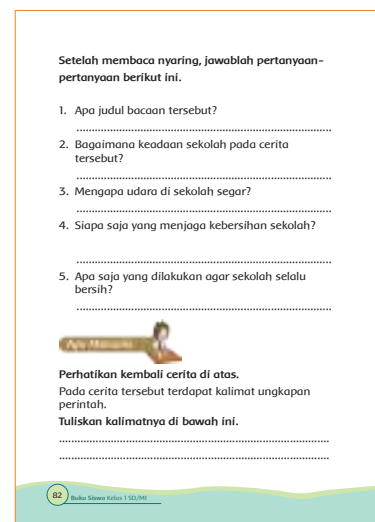 Setelah membaca nyaring, jawablah pertanyaan-
pertanyaan berikut ini.
1. Apa judul bacaan tersebut?
2. Bagaimana keadaan sekolah pada cerita
tersebut?
3. Mengapa udara di sekolah segar?
4. Siapa saja yang menjaga kebersihan sekolah?
5. Apa saja yang dilakukan agar sekolah selalu
bersih?
Ayo Menulis
Perhatikan kembali cerita di atas.
Pada cerita tersebut terdapat kalimat ungkapan
perintah.
Tuliskan kalimatnya di bawah ini.
82 Buku Siswa Kelas 1 SD/MI